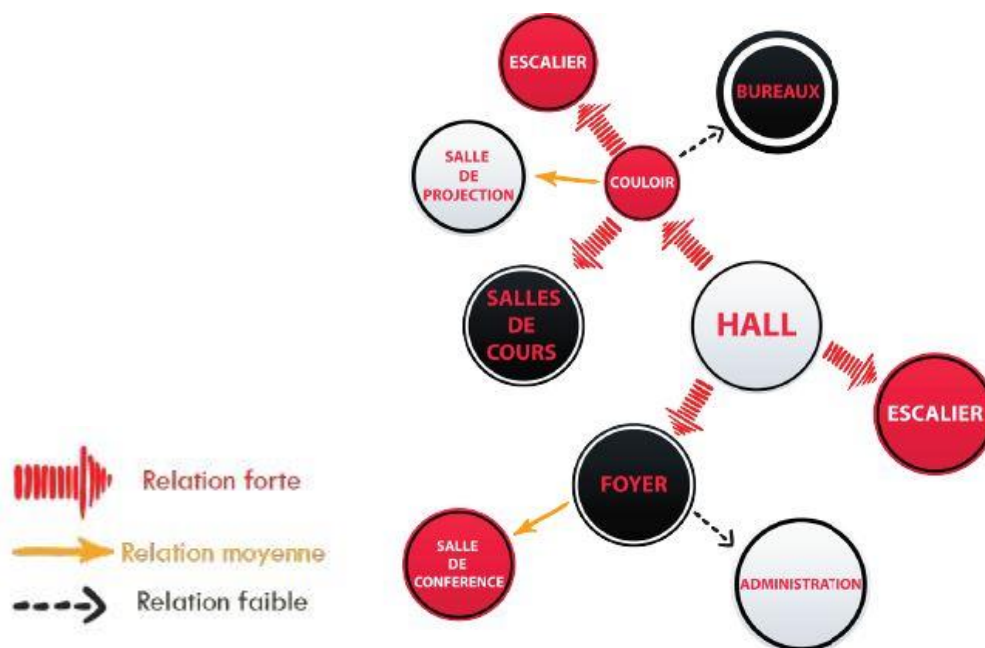 ESCALIER
BUREAUX
SALLE
DE
PROJECTION
COULOIR
SALLES
DE
COURS
HALL
ESCALIER
FOYER
SALLE
DE
CONFERENCE
ADMINISTRATION
Relation forte
Relation moyenne
Relation faible